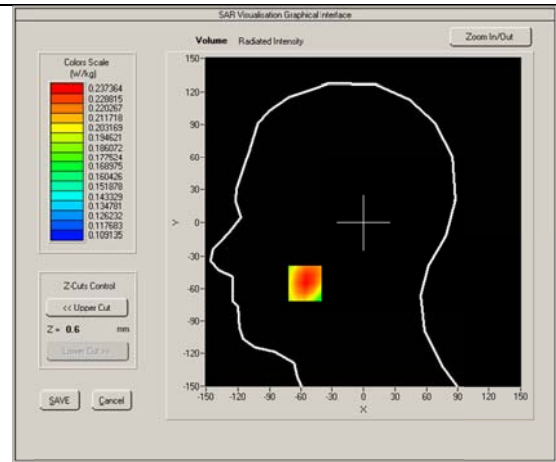 SAR Visualisation Graphical Interface
Volume Radiated Intensity
Zoom In/Out
Colors Scale
(W/kg)
0.237364
0.228815
0.220267
0.211718
0.203169
0.194621
0.186072
0.177524
0.168975
0.160426
0.151878
0.143329
0.134781
0.126232
0.117683
0.109135
Z-Cuts Control
<< Upper Cut
Z = 0.6 mm
Lower Cut >>
SAVE Cancel
150
120
90
60
30
Y 0
-30
-60
-90
-120
-150
-150 -120 -90 -60 -30 0 30 60 90 120 150
X